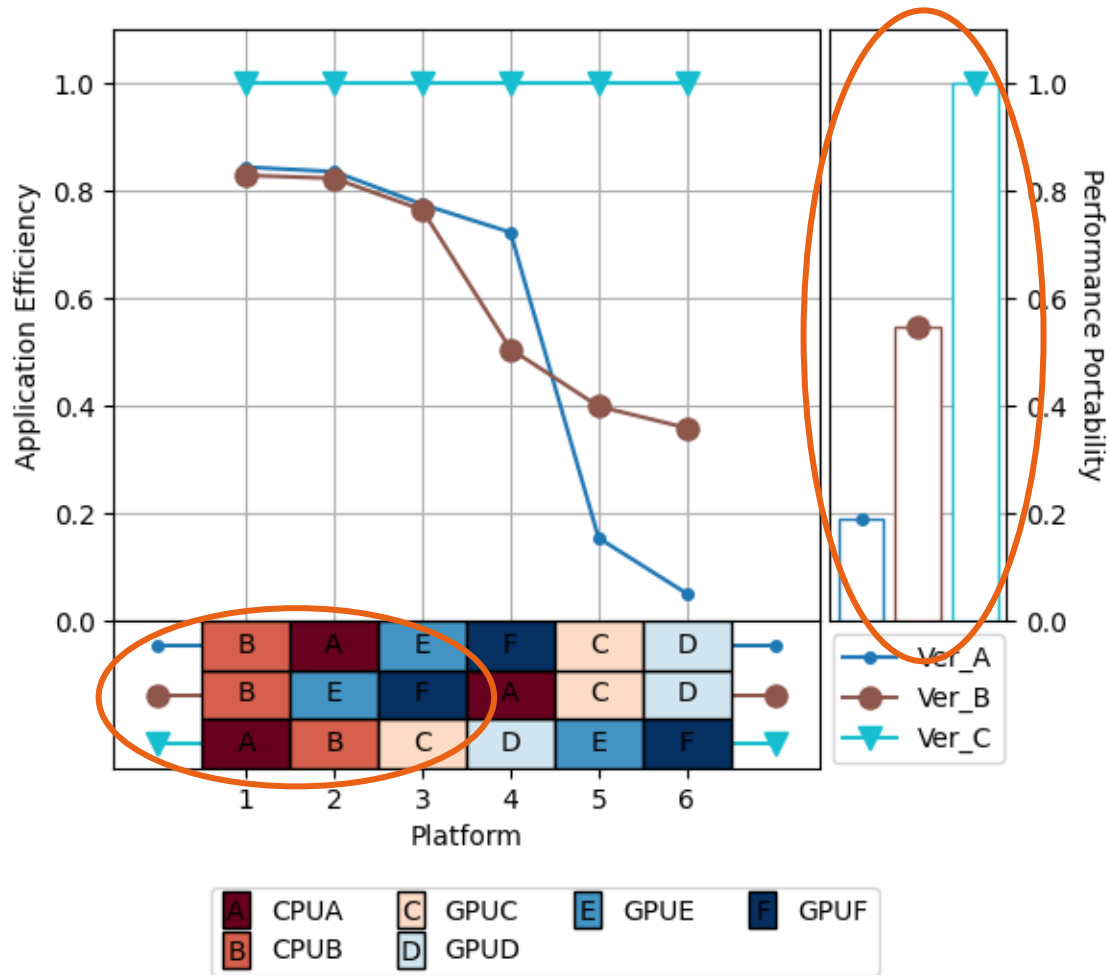 1.0
0.8
0.6
0.4
0.2
0.0
Application Efficiency
1.0
0.8
0.6
0.4
0.2
0.0
Performance Portability
B A E F C D
B E F A C D
A B C D E F
1 2 3 4 5 6
Platform
Ver_A
Ver_B
Ver_C
A CPUA C GPUC E GPUE F GPUF
B CPUB D GPUD